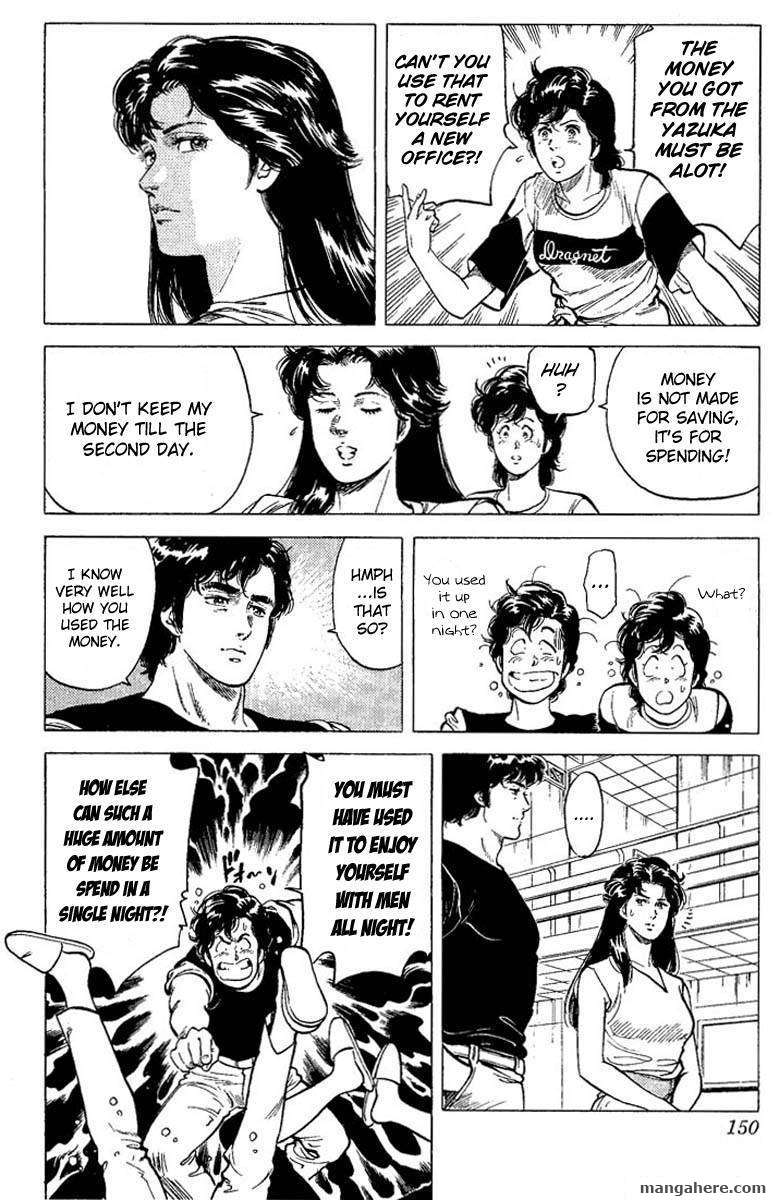 THE
MONEY
YOU GOT
FROM THE
YAZUKA
MUST BE
ALOT!
CAN'T YOU
USE THAT
TO RENT
YOURSELF
A NEW
OFFICE?!
Dragnet
MONEY
IS NOT MADE
FOR SAVING,
IT'S FOR
SPENDING!
HUH
?
I DON'T KEEP MY
MONEY TILL THE
SECOND DAY.
What?
...
You used
it up
in one
night?
HMPH
...IS
THAT
SO?
I KNOW
VERY WELL
HOW YOU
USED THE
MONEY.
....
YOU MUST
HAVE USED
IT TO ENJOY
YOURSELF
WITH MEN
ALL NIGHT!
HOW ELSE
CAN SUCH A
HUGE AMOUNT
OF MONEY BE
SPEND IN A
SINGLE NIGHT?!
ドオ〜ッ
150
mangahere.com